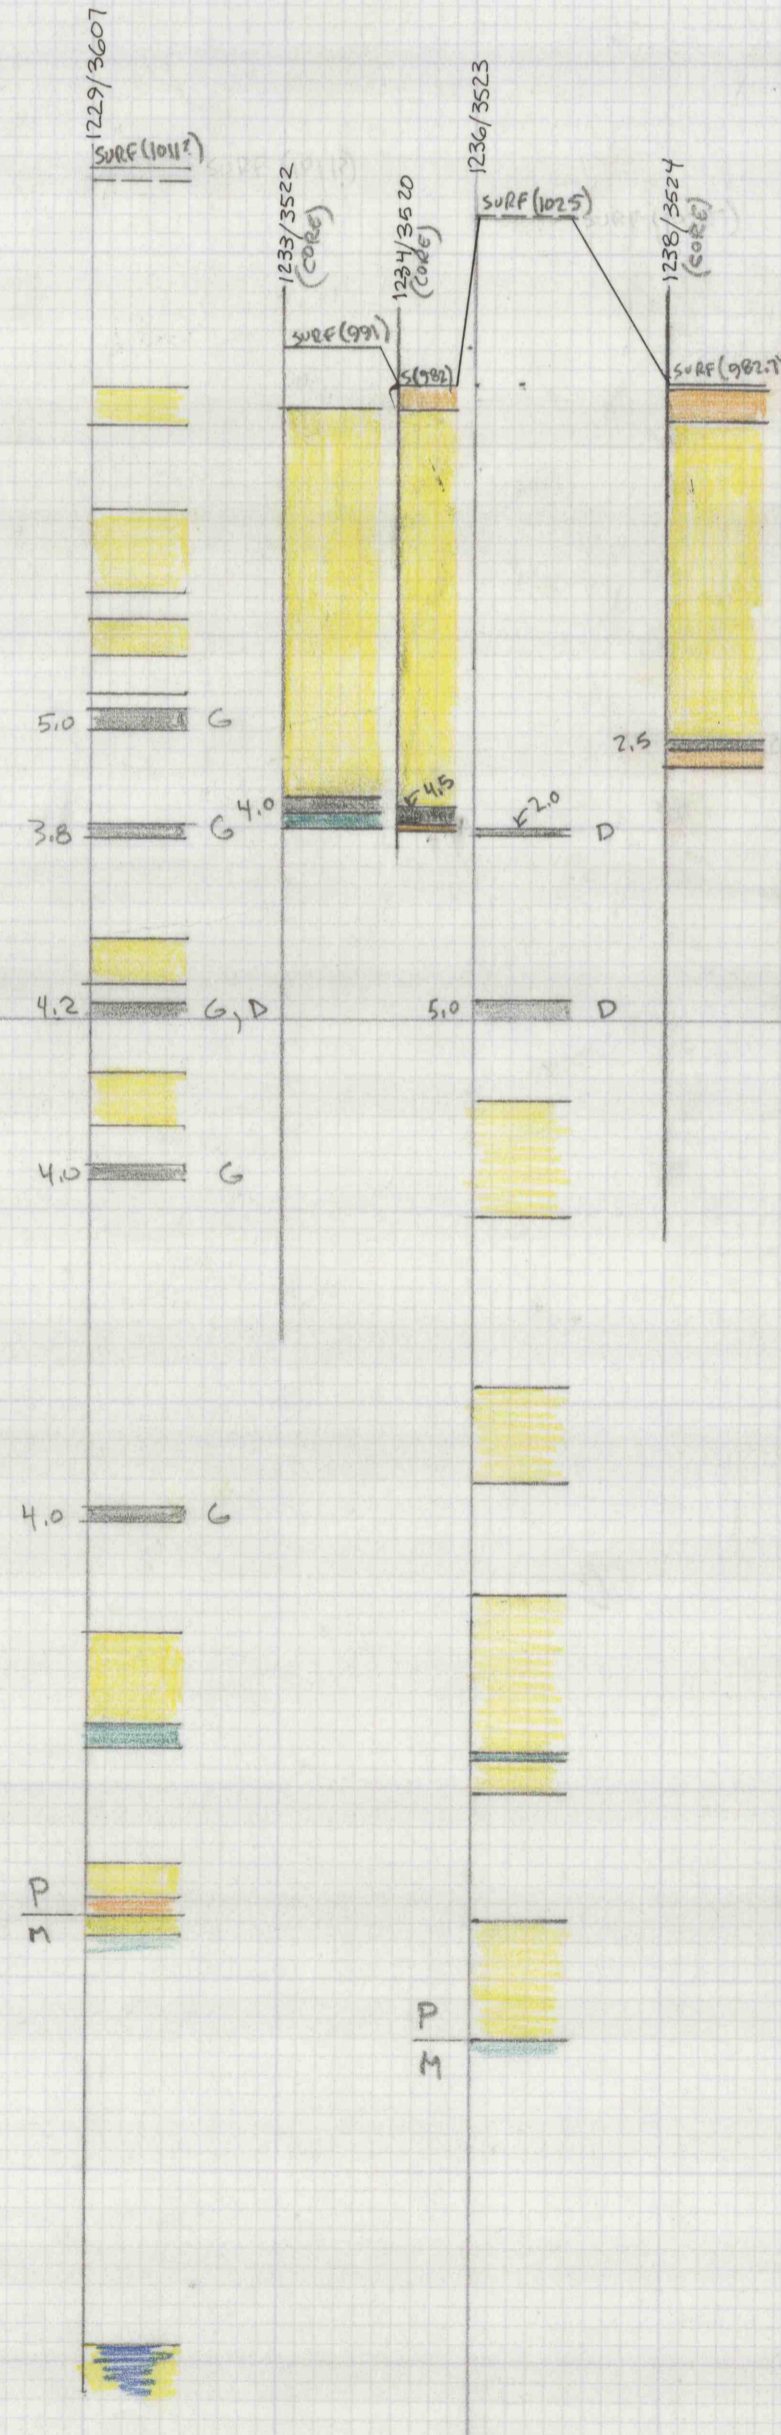 1229/3607
SURF(1011?)
1233/3522
(CORE)
1234/3520
(CORE)
1236/3523
SURF(1025)
1238/3524
(CORE)
SURF(991)
S(982)
SURF(982.?)
5.0 G
3.8 G
4.0
4.5
2.0
D
2.5
4.2 G, D
5.0 D
4.0 G
4.0 G
P
M
P
M